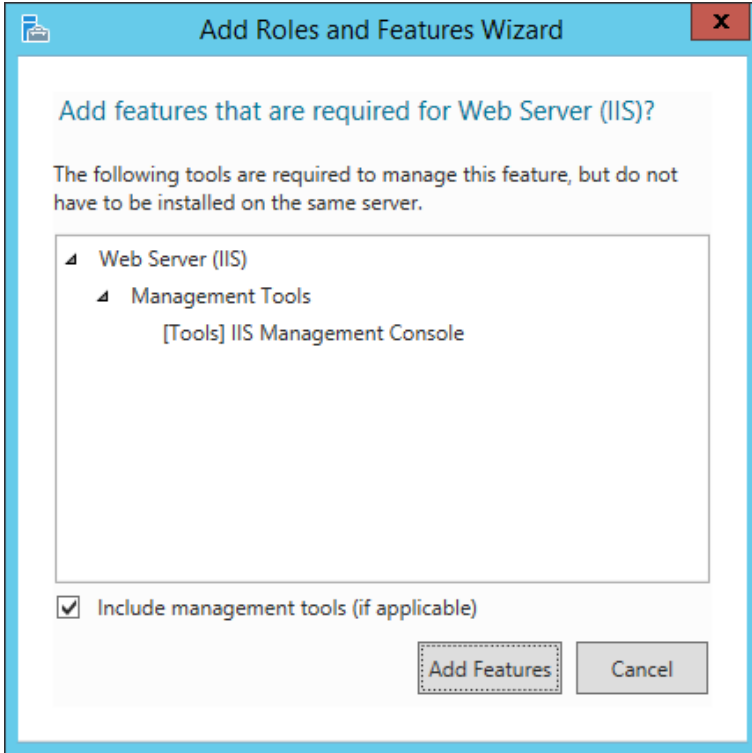 Add Roles and Features Wizard
x
Add features that are required for Web Server (IIS)?
The following tools are required to manage this feature, but do not
have to be installed on the same server.
Web Server (IIS)
Management Tools
[Tools] IIS Management Console
Include management tools (if applicable)
Add Features Cancel